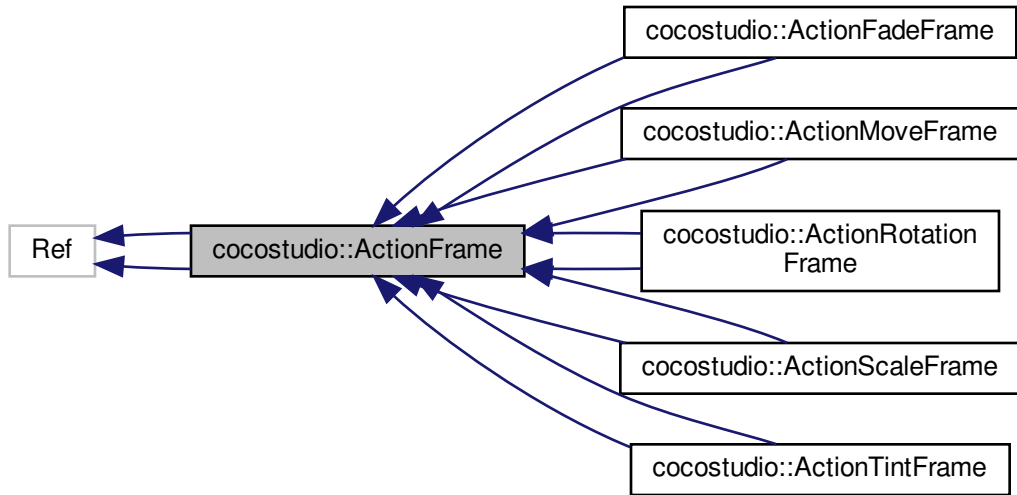 cocostudio::ActionFadeFrame
cocostudio::ActionMoveFrame
Ref
cocostudio::ActionFrame
cocostudio::ActionRotation
Frame
cocostudio::ActionScaleFrame
cocostudio::ActionTintFrame